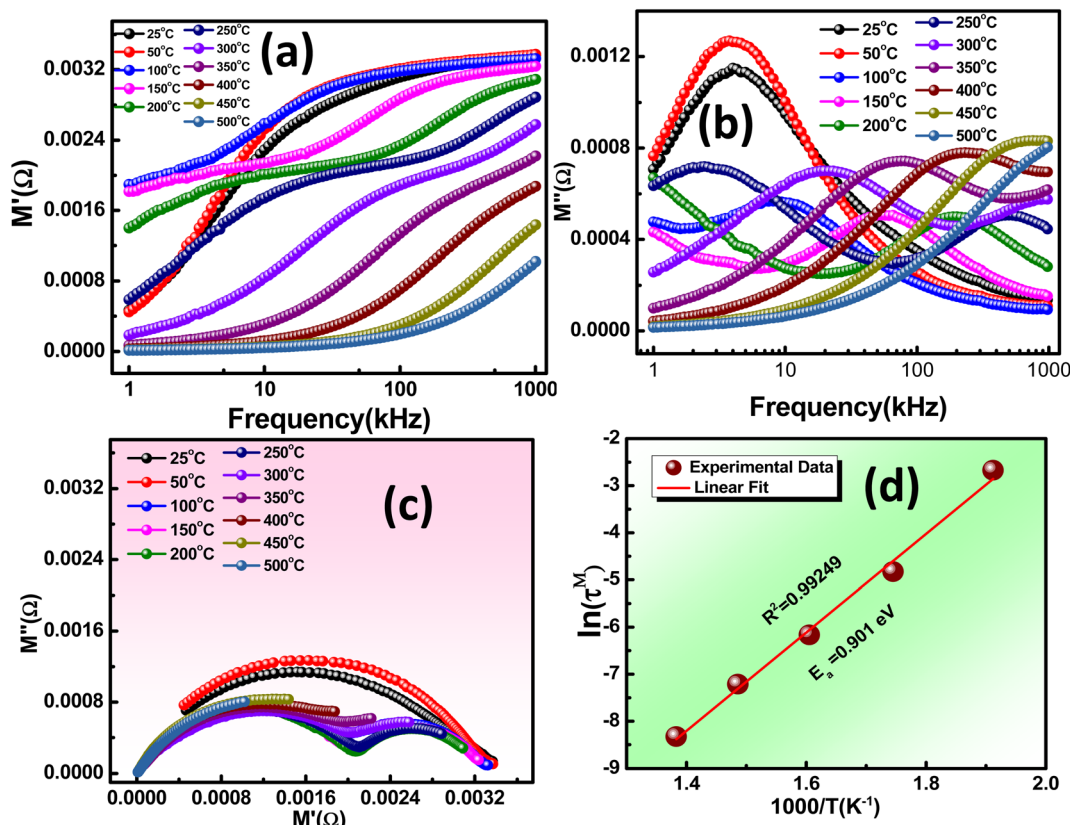 (a)
25°C
50°C
100°C
150°C
200°C
250°C
300°C
350°C
400°C
450°C
500°C
M'(Ω)
0.0032
0.0024
0.0016
0.0008
0.0000
1 10 100 1000
Frequency(kHz)
(b)
25°C
50°C
100°C
150°C
200°C
250°C
300°C
350°C
400°C
450°C
500°C
M"(Ω)
0.0012
0.0008
0.0004
0.0000
1 10 100 1000
Frequency(kHz)
(c)
25°C
50°C
100°C
150°C
200°C
250°C
300°C
350°C
400°C
450°C
500°C
M"(Ω)
0.0032
0.0024
0.0016
0.0008
0.0000
0.0000 0.0008 0.0016 0.0024 0.0032
M'(Ω)
(d)
Experimental Data
Linear Fit
R²=0.99249
Eₐ=0.901 eV
ln(τᴹ)
-2
-3
-4
-5
-6
-7
-8
-9
1.4 1.6 1.8 2.0
1000/T(K⁻¹)